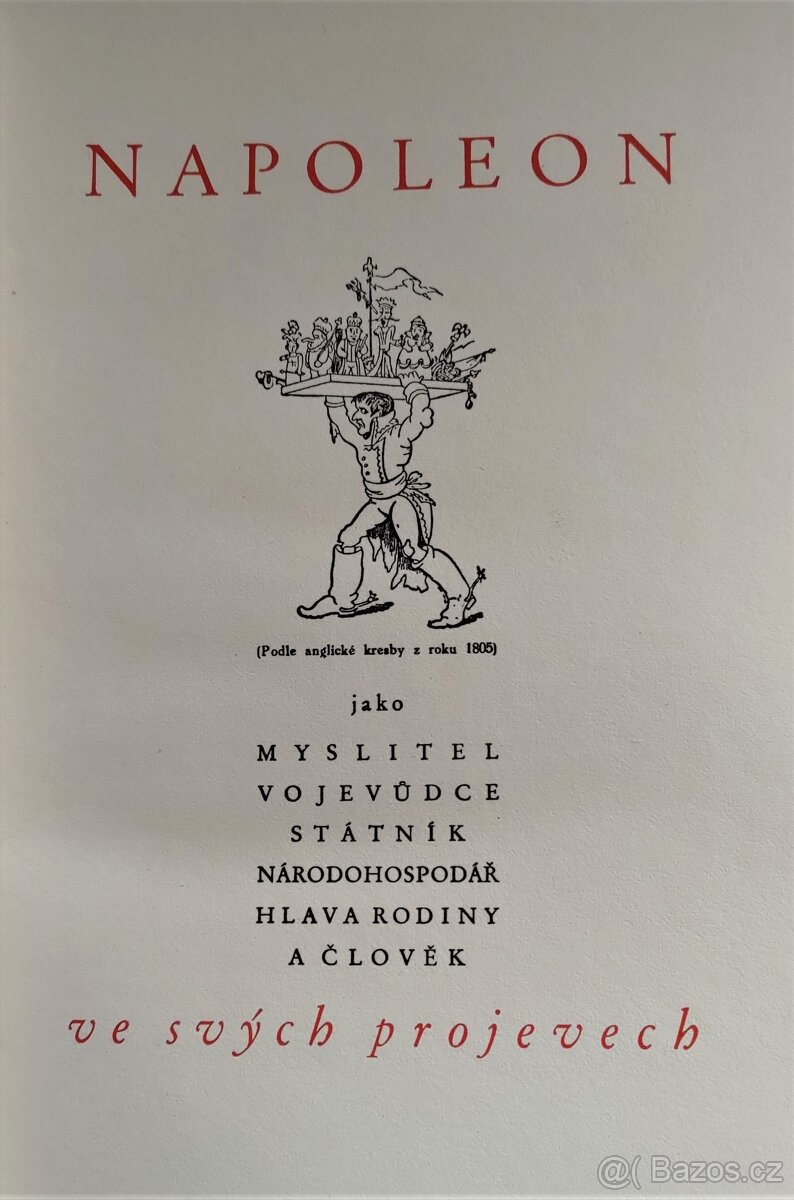 NAPOLEON
(Podle anglické kresby z roku 1805)
jako
MYSLITEL
VOJEVŮDCE
STÁTNÍK
NÁRODOHOSPODÁŘ
HLAVA RODINY
A ČLOVĚK
ve svých projevech
@( Bazos.cz